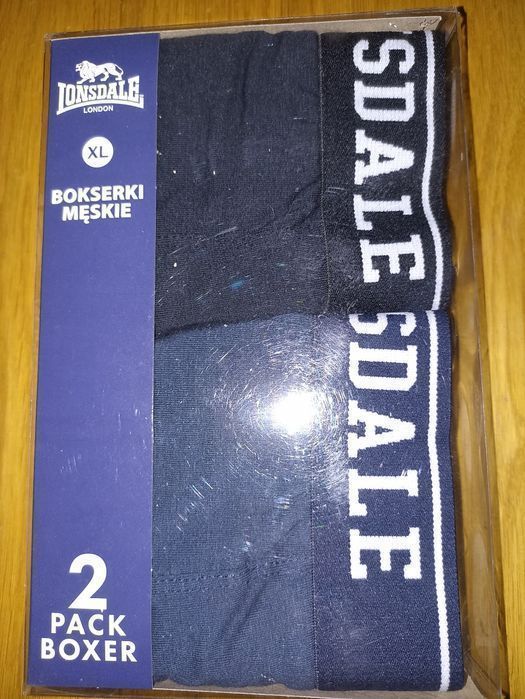 LONSDALE
LONDON
XL
BOKSERKI
MĘSKIE
2
PACK
BOXER
SDALE
SDALE